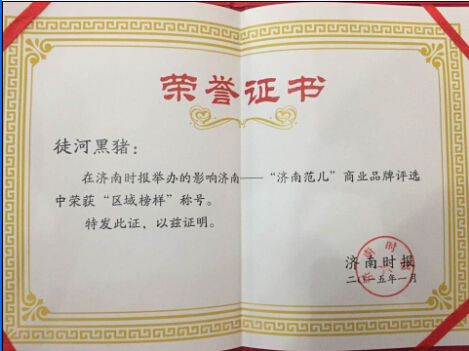 荣誉证书
徒河黑猪：
在济南时报举办的影响济南——“济南范儿”商业品牌评选
中荣获“区域榜样”称号。
特发此证，以兹证明。
济南时报
二〇一五年一月